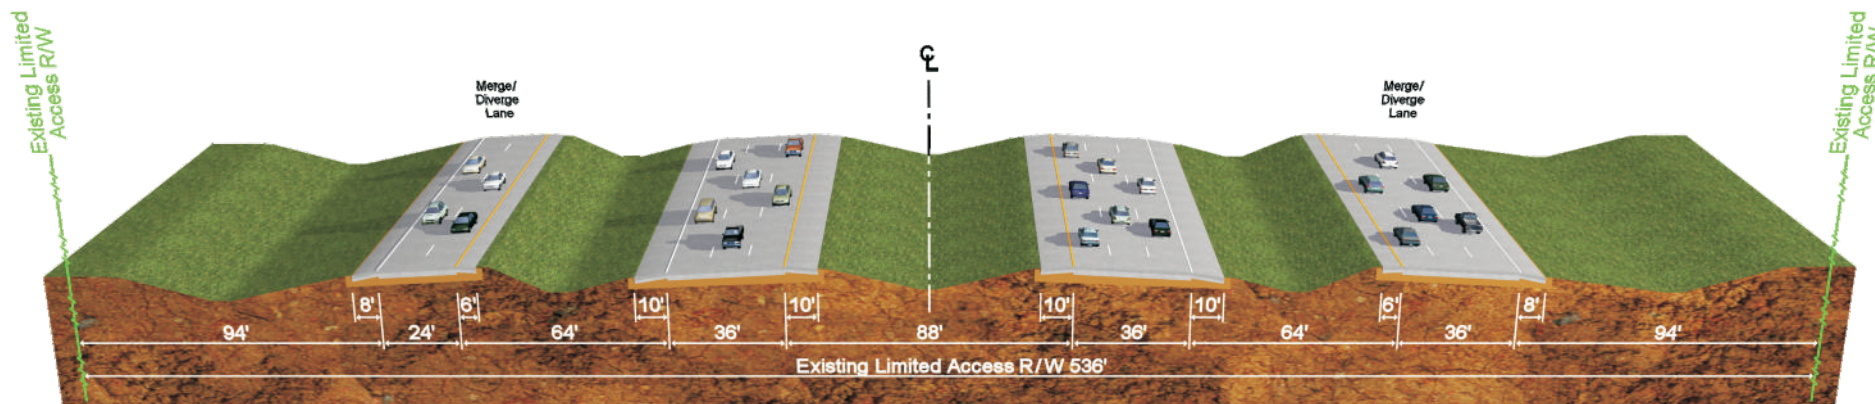 Existing Limited
Access R/W
Merge/
Diverge
Lane
CL
Merge/
Diverge
Lane
Existing Limited
Access R/W
8' 6' 10' 10' 10' 10' 6' 8'
94' 24' 64' 36' 88' 36' 64' 36' 94'
Existing Limited Access R/W 536'